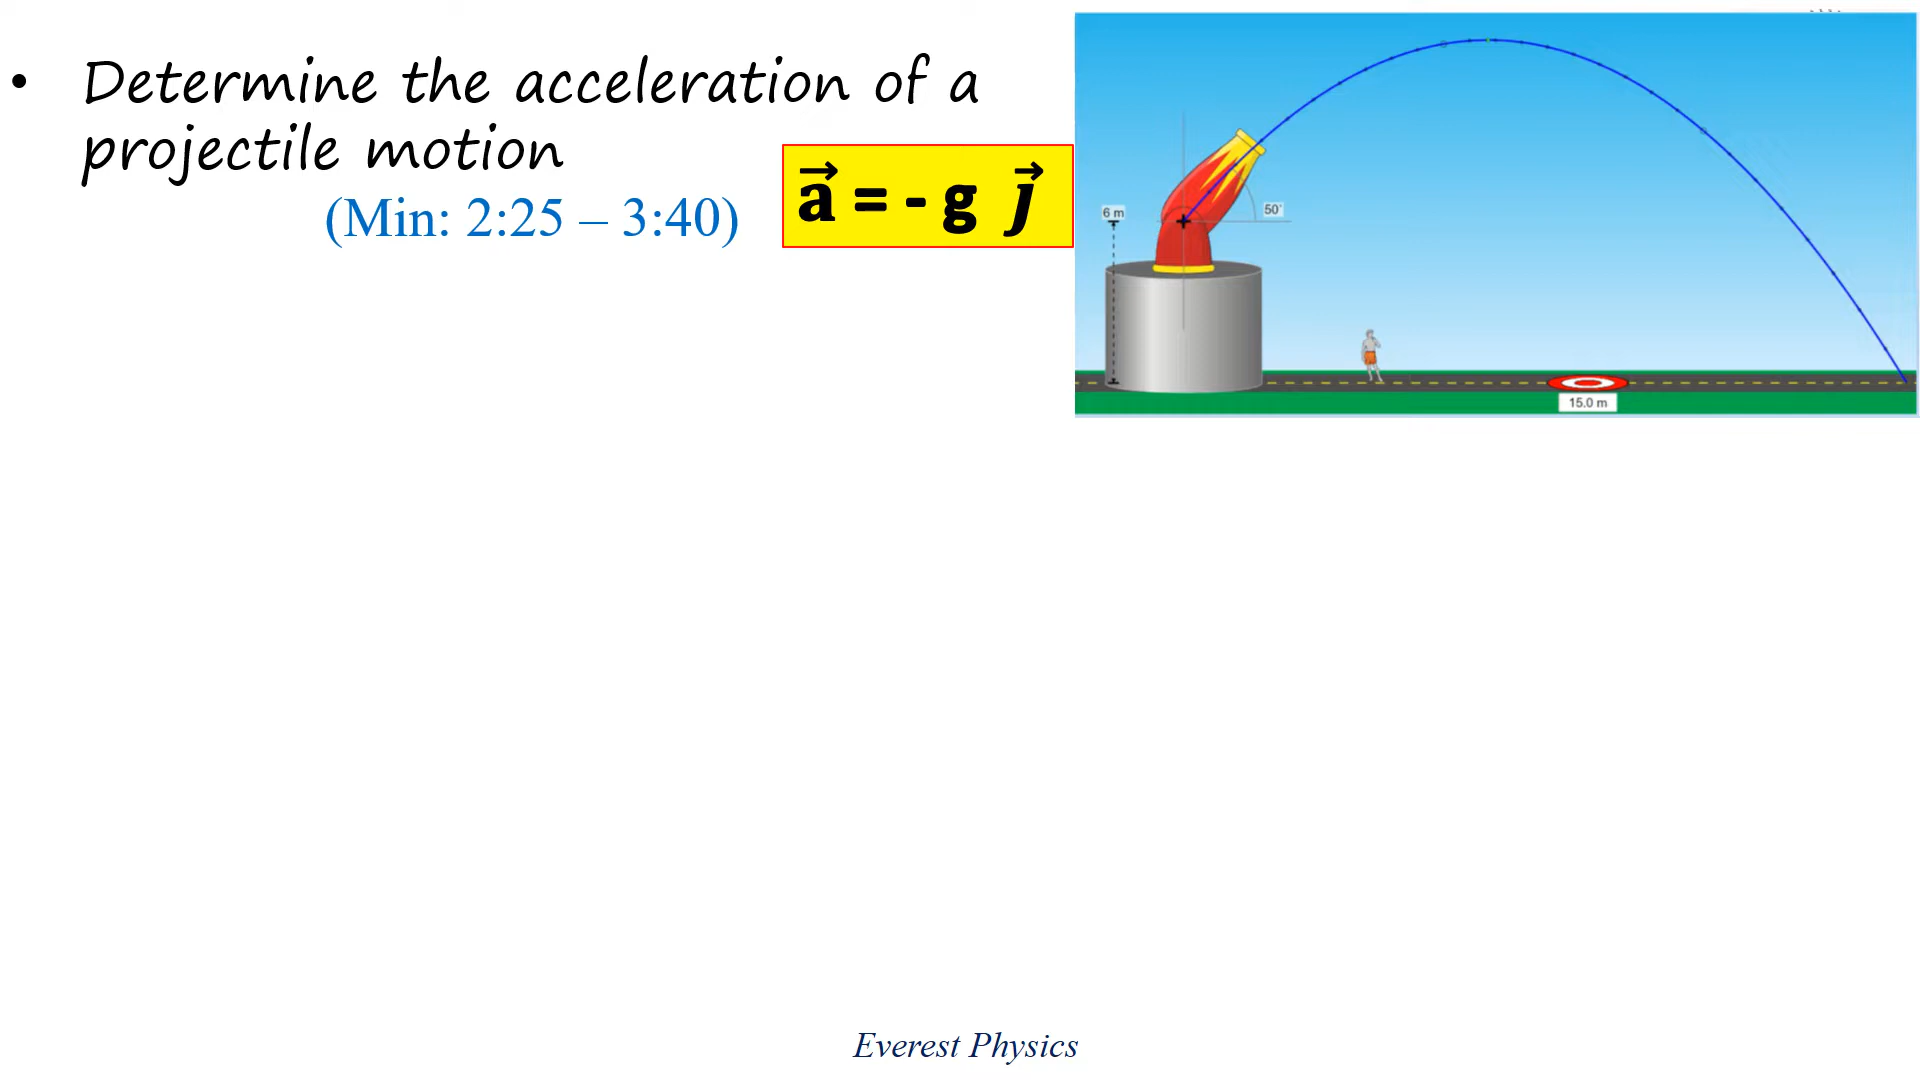 • Determine the acceleration of a
projectile motion
(Min: 2:25 – 3:40)
a⃗ = - g j⃗
6 m
50°
15.0 m
Everest Physics